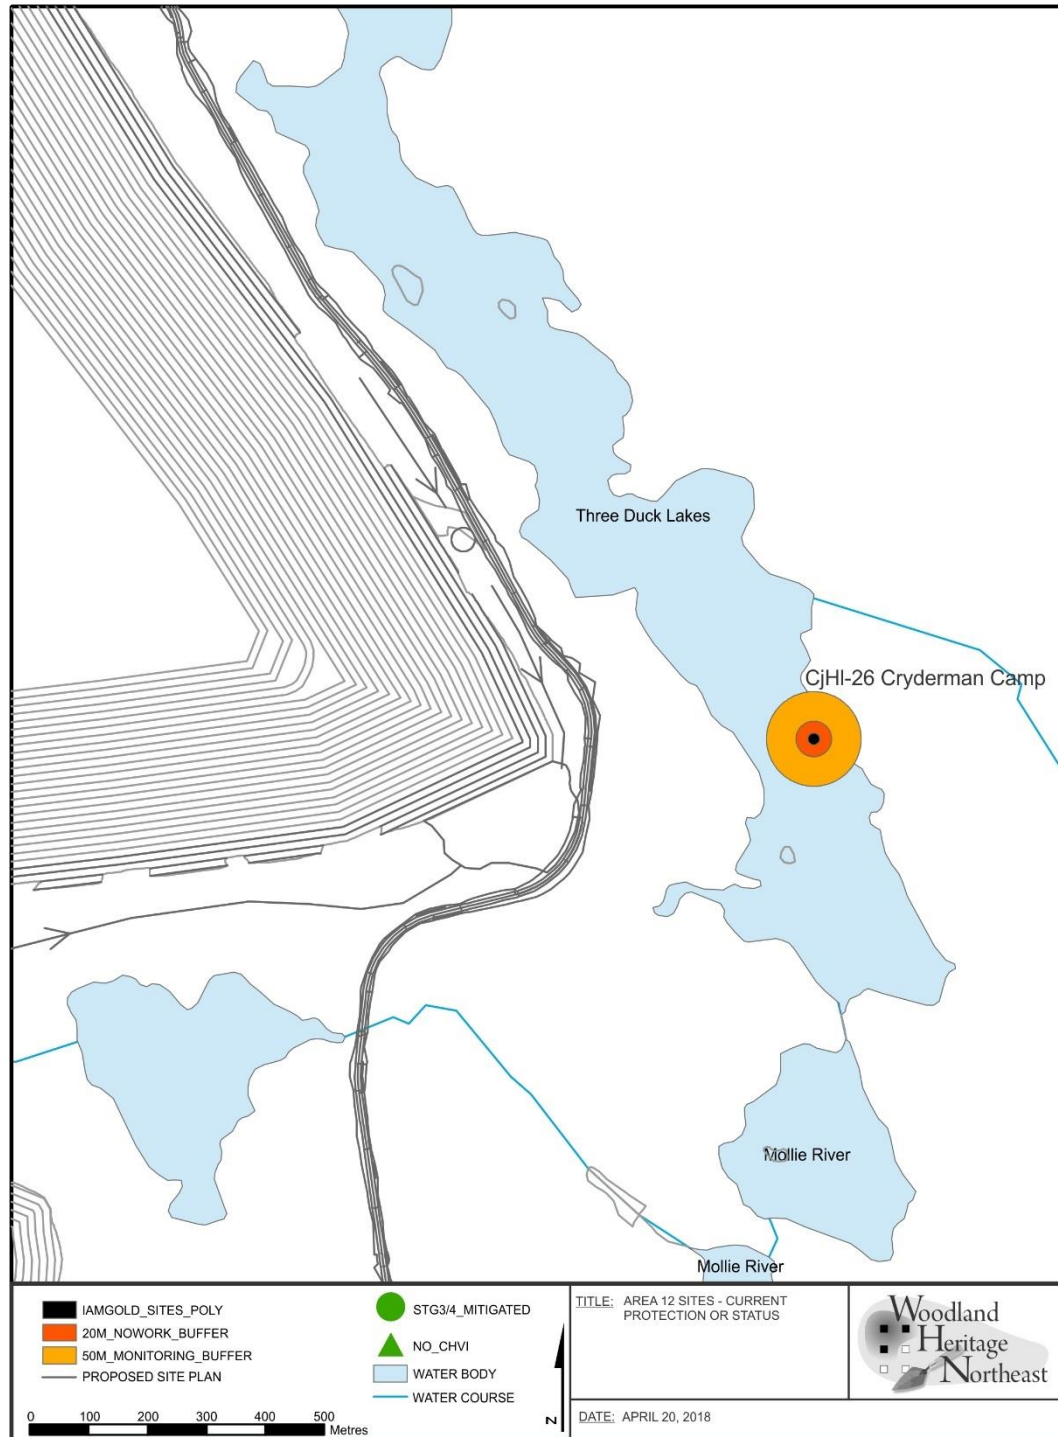 Three Duck Lakes
CjHI-26 Cryderman Camp
Mollie River
Mollie River
IAMGOLD_SITES_POLY
20M_NOWORK_BUFFER
50M_MONITORING_BUFFER
PROPOSED SITE PLAN
0 100 200 300 400 500
Metres
STG3/4_MITIGATED
NO_CHVI
WATER BODY
WATER COURSE
N
TITLE: AREA 12 SITES - CURRENT
PROTECTION OR STATUS
DATE: APRIL 20, 2018
Woodland
Heritage
Northeast